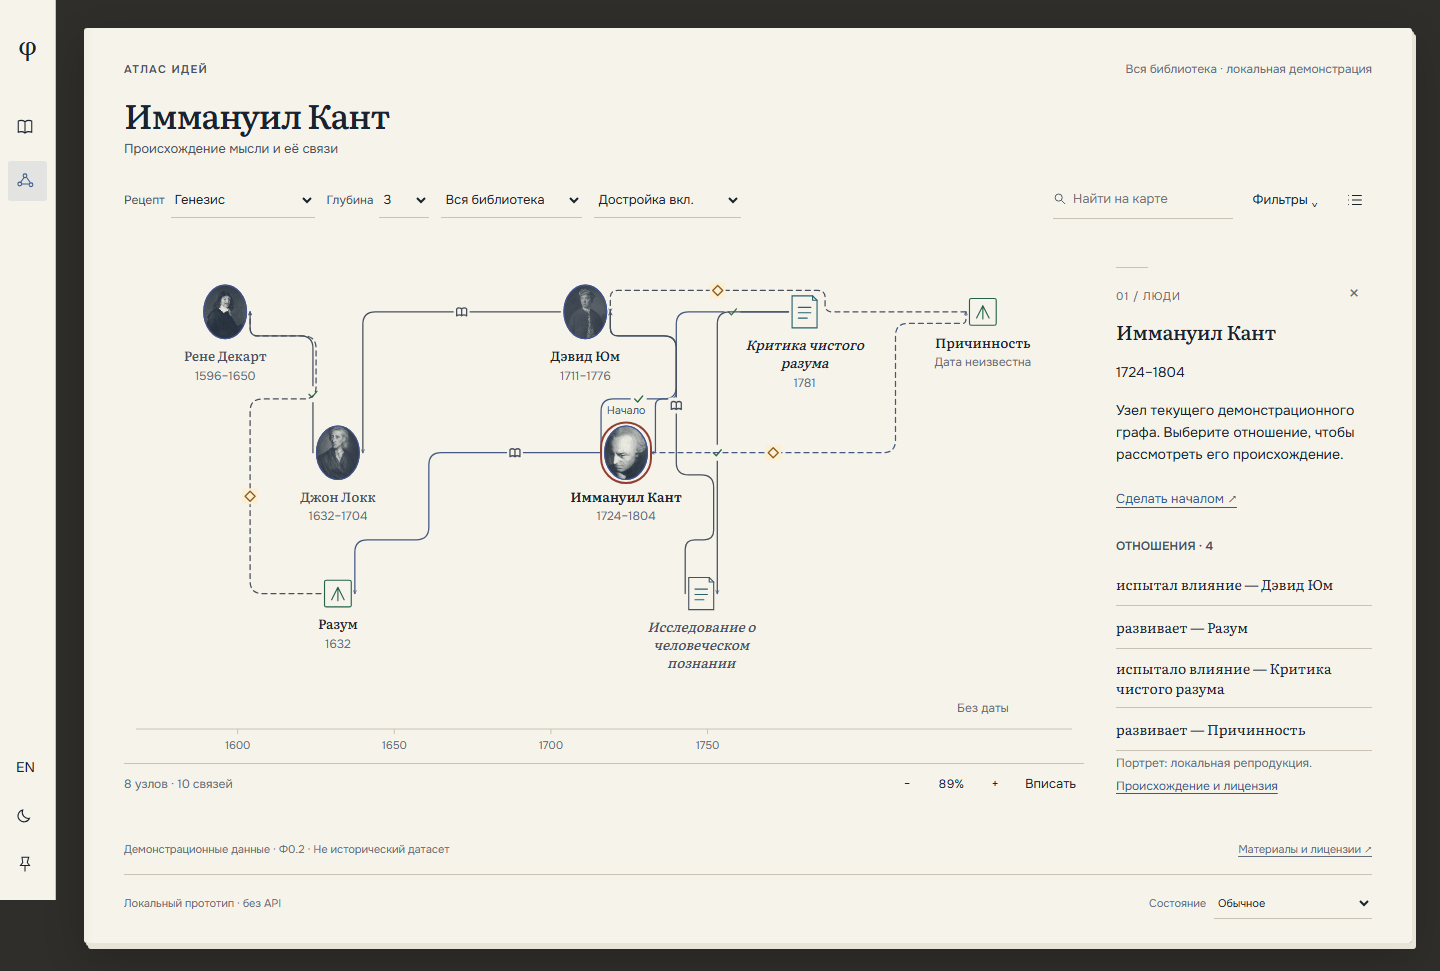 φ
АТЛАС ИДЕЙ
Вся библиотека · локальная демонстрация
Иммануил Кант
Происхождение мысли и её связи
Рецепт Генезис Глубина 3 Вся библиотека Достройка вкл. Найти на карте Фильтры
Рене Декарт
1596–1650
Дэвид Юм
1711–1776
Критика чистого
разума
1781
Причинность
Дата неизвестна
Начало
Джон Локк
1632–1704
Иммануил Кант
1724–1804
Разум
1632
Исследование о
человеческом
познании
Без даты
1600 1650 1700 1750
8 узлов · 10 связей
– 89% + Вписать
01 / ЛЮДИ ×
Иммануил Кант
1724–1804
Узел текущего демонстрационного
графа. Выберите отношение, чтобы
рассмотреть его происхождение.
Сделать началом ↗
ОТНОШЕНИЯ · 4
испытал влияние — Дэвид Юм
развивает — Разум
испытало влияние — Критика
чистого разума
развивает — Причинность
Портрет: локальная репродукция.
Происхождение и лицензия
EN
Демонстрационные данные · Ф0.2 · Не исторический датасет
Материалы и лицензии ↗
Локальный прототип · без API
Состояние Обычное